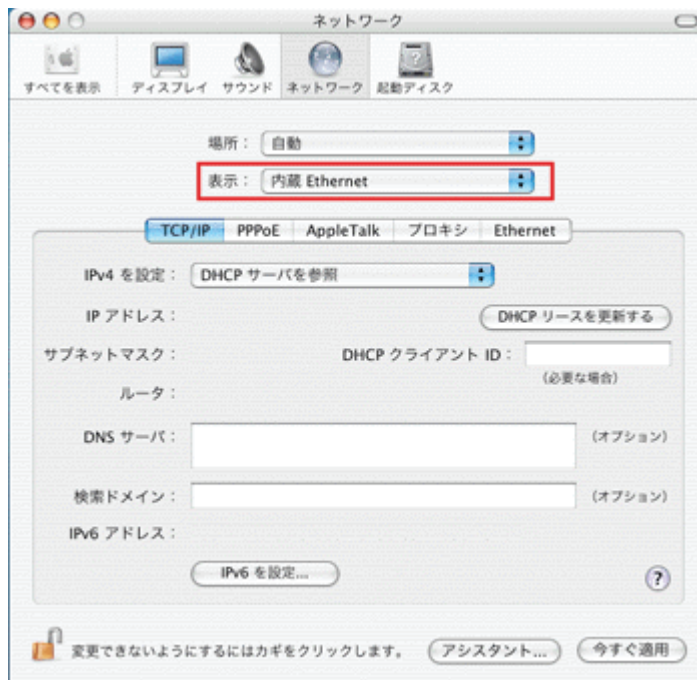 ネットワーク
すべてを表示 ディスプレイ サウンド ネットワーク 起動ディスク
場所： 自動
表示： 内蔵 Ethernet
TCP/IP PPPoE AppleTalk プロキシ Ethernet
IPv4 を設定： DHCP サーバを参照
IP アドレス： DHCP リースを更新する
サブネットマスク： DHCP クライアント ID：
(必要な場合)
ルータ：
DNS サーバ： (オプション)
検索ドメイン： (オプション)
IPv6 アドレス：
IPv6 を設定... ?
変更できないようにするにはカギをクリックします。 アシスタント... 今すぐ適用